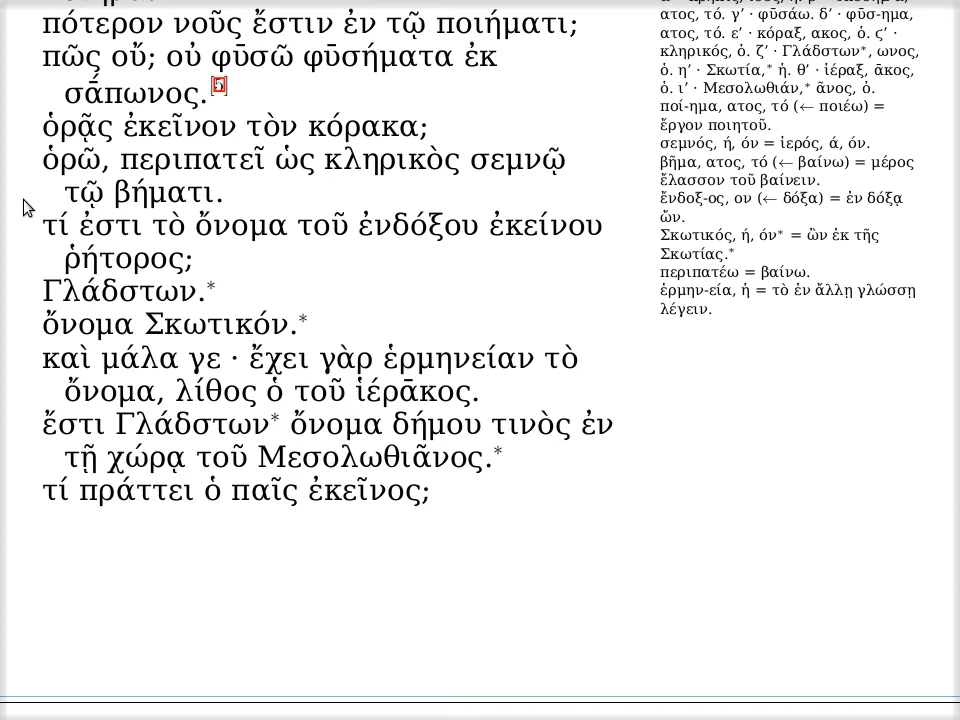 πότερον νοῦς ἔστιν ἐν τῷ ποιήματι;
πῶς οὔ; οὐ φῡσῶ φῡσήματα ἐκ
σᾱ́πωνος.[5]
ὁρᾷς ἐκεῖνον τὸν κόρακα;
ὁρῶ, περιπατεῖ ὡς κληρικὸς σεμνῷ
τῷ βήματι.
τί ἐστι τὸ ὄνομα τοῦ ἐνδόξου ἐκείνου
ῥήτορος;
Γλάδστων.*
ὄνομα Σκωτικόν.*
καὶ μάλα γε · ἔχει γὰρ ἑρμηνείαν τὸ
ὄνομα, λίθος ὁ τοῦ ἱέρᾱκος.
ἔστι Γλάδστων* ὄνομα δήμου τινὸς ἐν
τῇ χώρᾳ τοῦ Μεσολωθιᾶνος.*
τί πράττει ὁ παῖς ἐκεῖνος;
ατος, τό. γ’ · φῡσάω. δ’ · φῡσ-ημα,
ατος, τό. ε’ · κόραξ, ακος, ὁ. ϛ’ ·
κληρικός, ὁ. ζ’ · Γλάδστων*, ωνος,
ὁ. η’ · Σκωτία,* ἡ. θ’ · ἱέραξ, ᾱκος,
ὁ. ι’ · Μεσολωθιάν,* ᾶνος, ὁ.
ποί-ημα, ατος, τό (← ποιέω) =
ἔργον ποιητοῦ.
σεμνός, ή, όν = ἱερός, ά, όν.
βῆμα, ατος, τό (← βαίνω) = μέρος
ἔλασσον τοῦ βαίνειν.
ἔνδοξ-ος, ον (← δόξα) = ἐν δόξᾳ
ὤν.
Σκωτικός, ή, όν* = ὢν ἐκ τῆς
Σκωτίας.*
περιπατέω = βαίνω.
ἑρμην-εία, ἡ = τὸ ἐν ἄλλῃ γλώσσῃ
λέγειν.